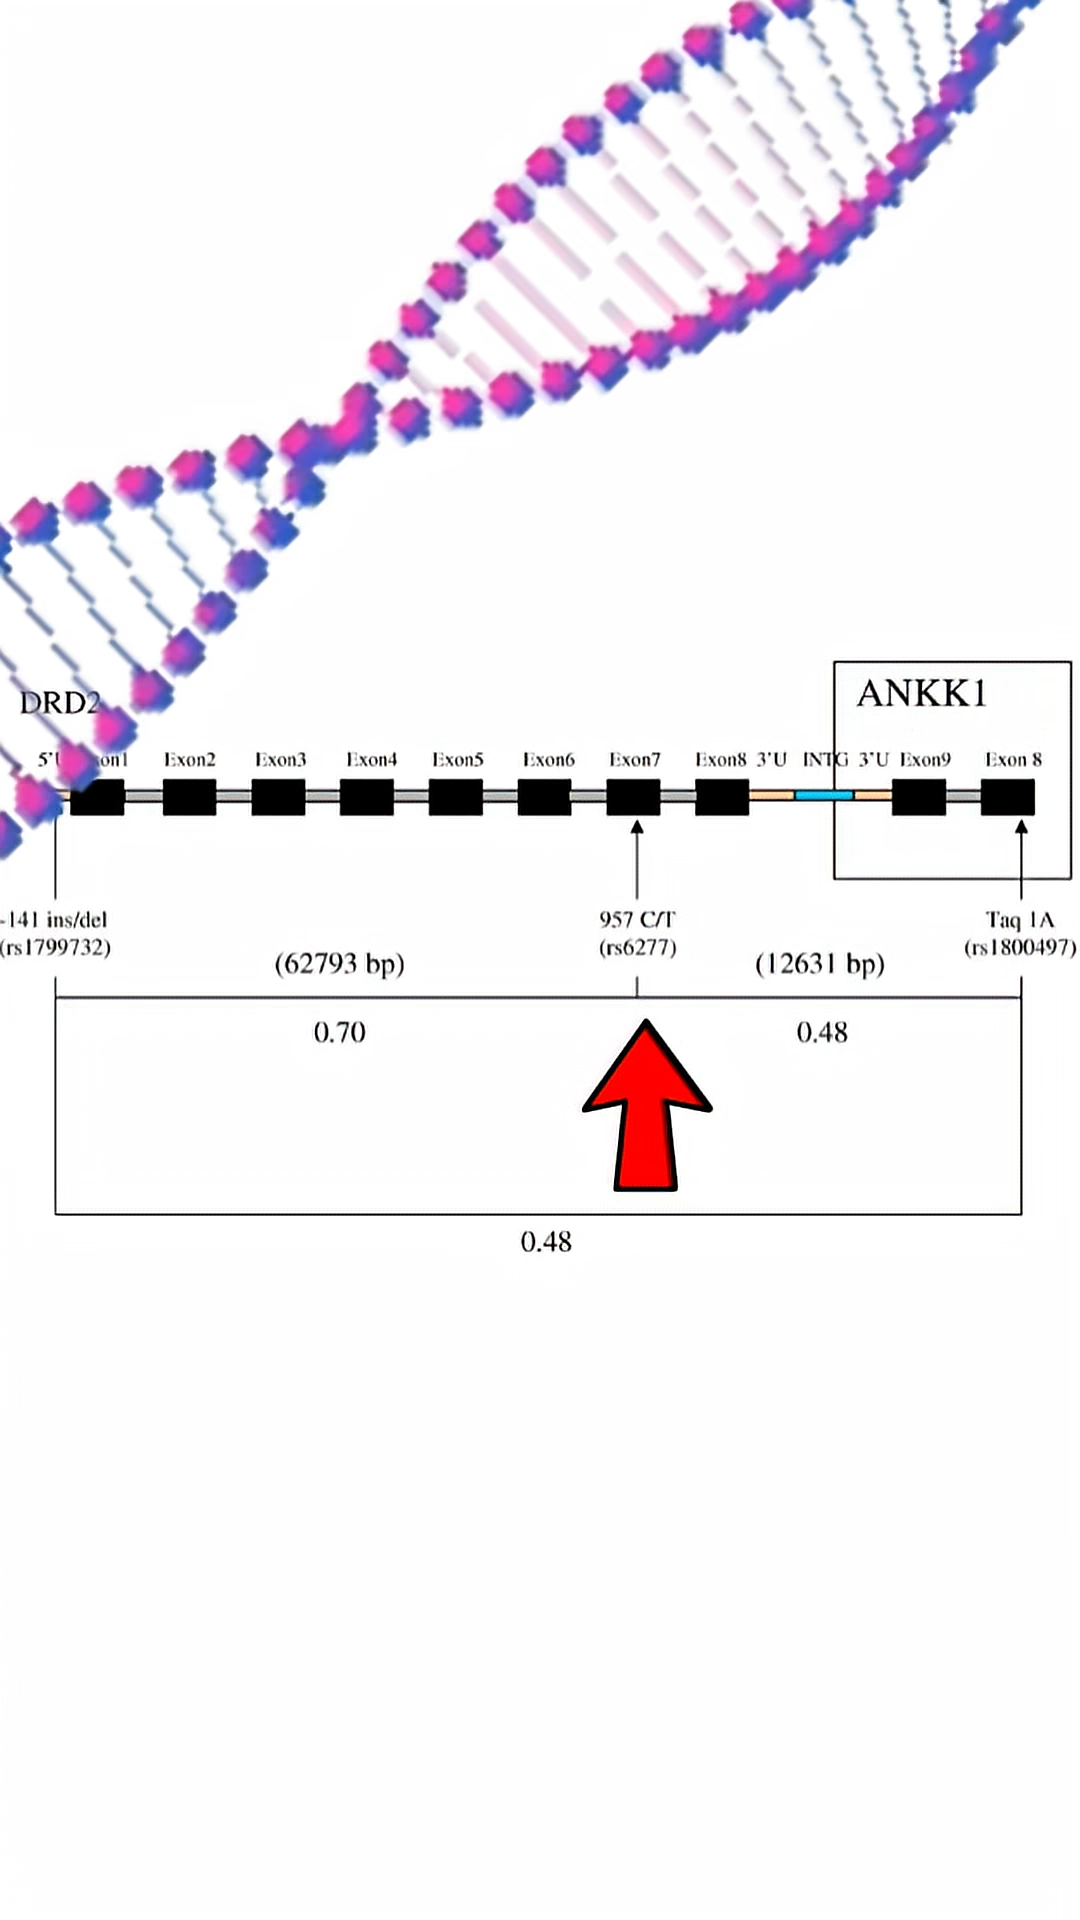 DRD2
ANKK1
Exon2 Exon3 Exon4 Exon5 Exon6 Exon7 Exon8 3'U INTG 3'U Exon9 Exon 8
-141 ins/del
(rs1799732)
957 C/T
(rs6277)
Taq 1A
(rs1800497)
(62793 bp)
(12631 bp)
0.70
0.48
0.48